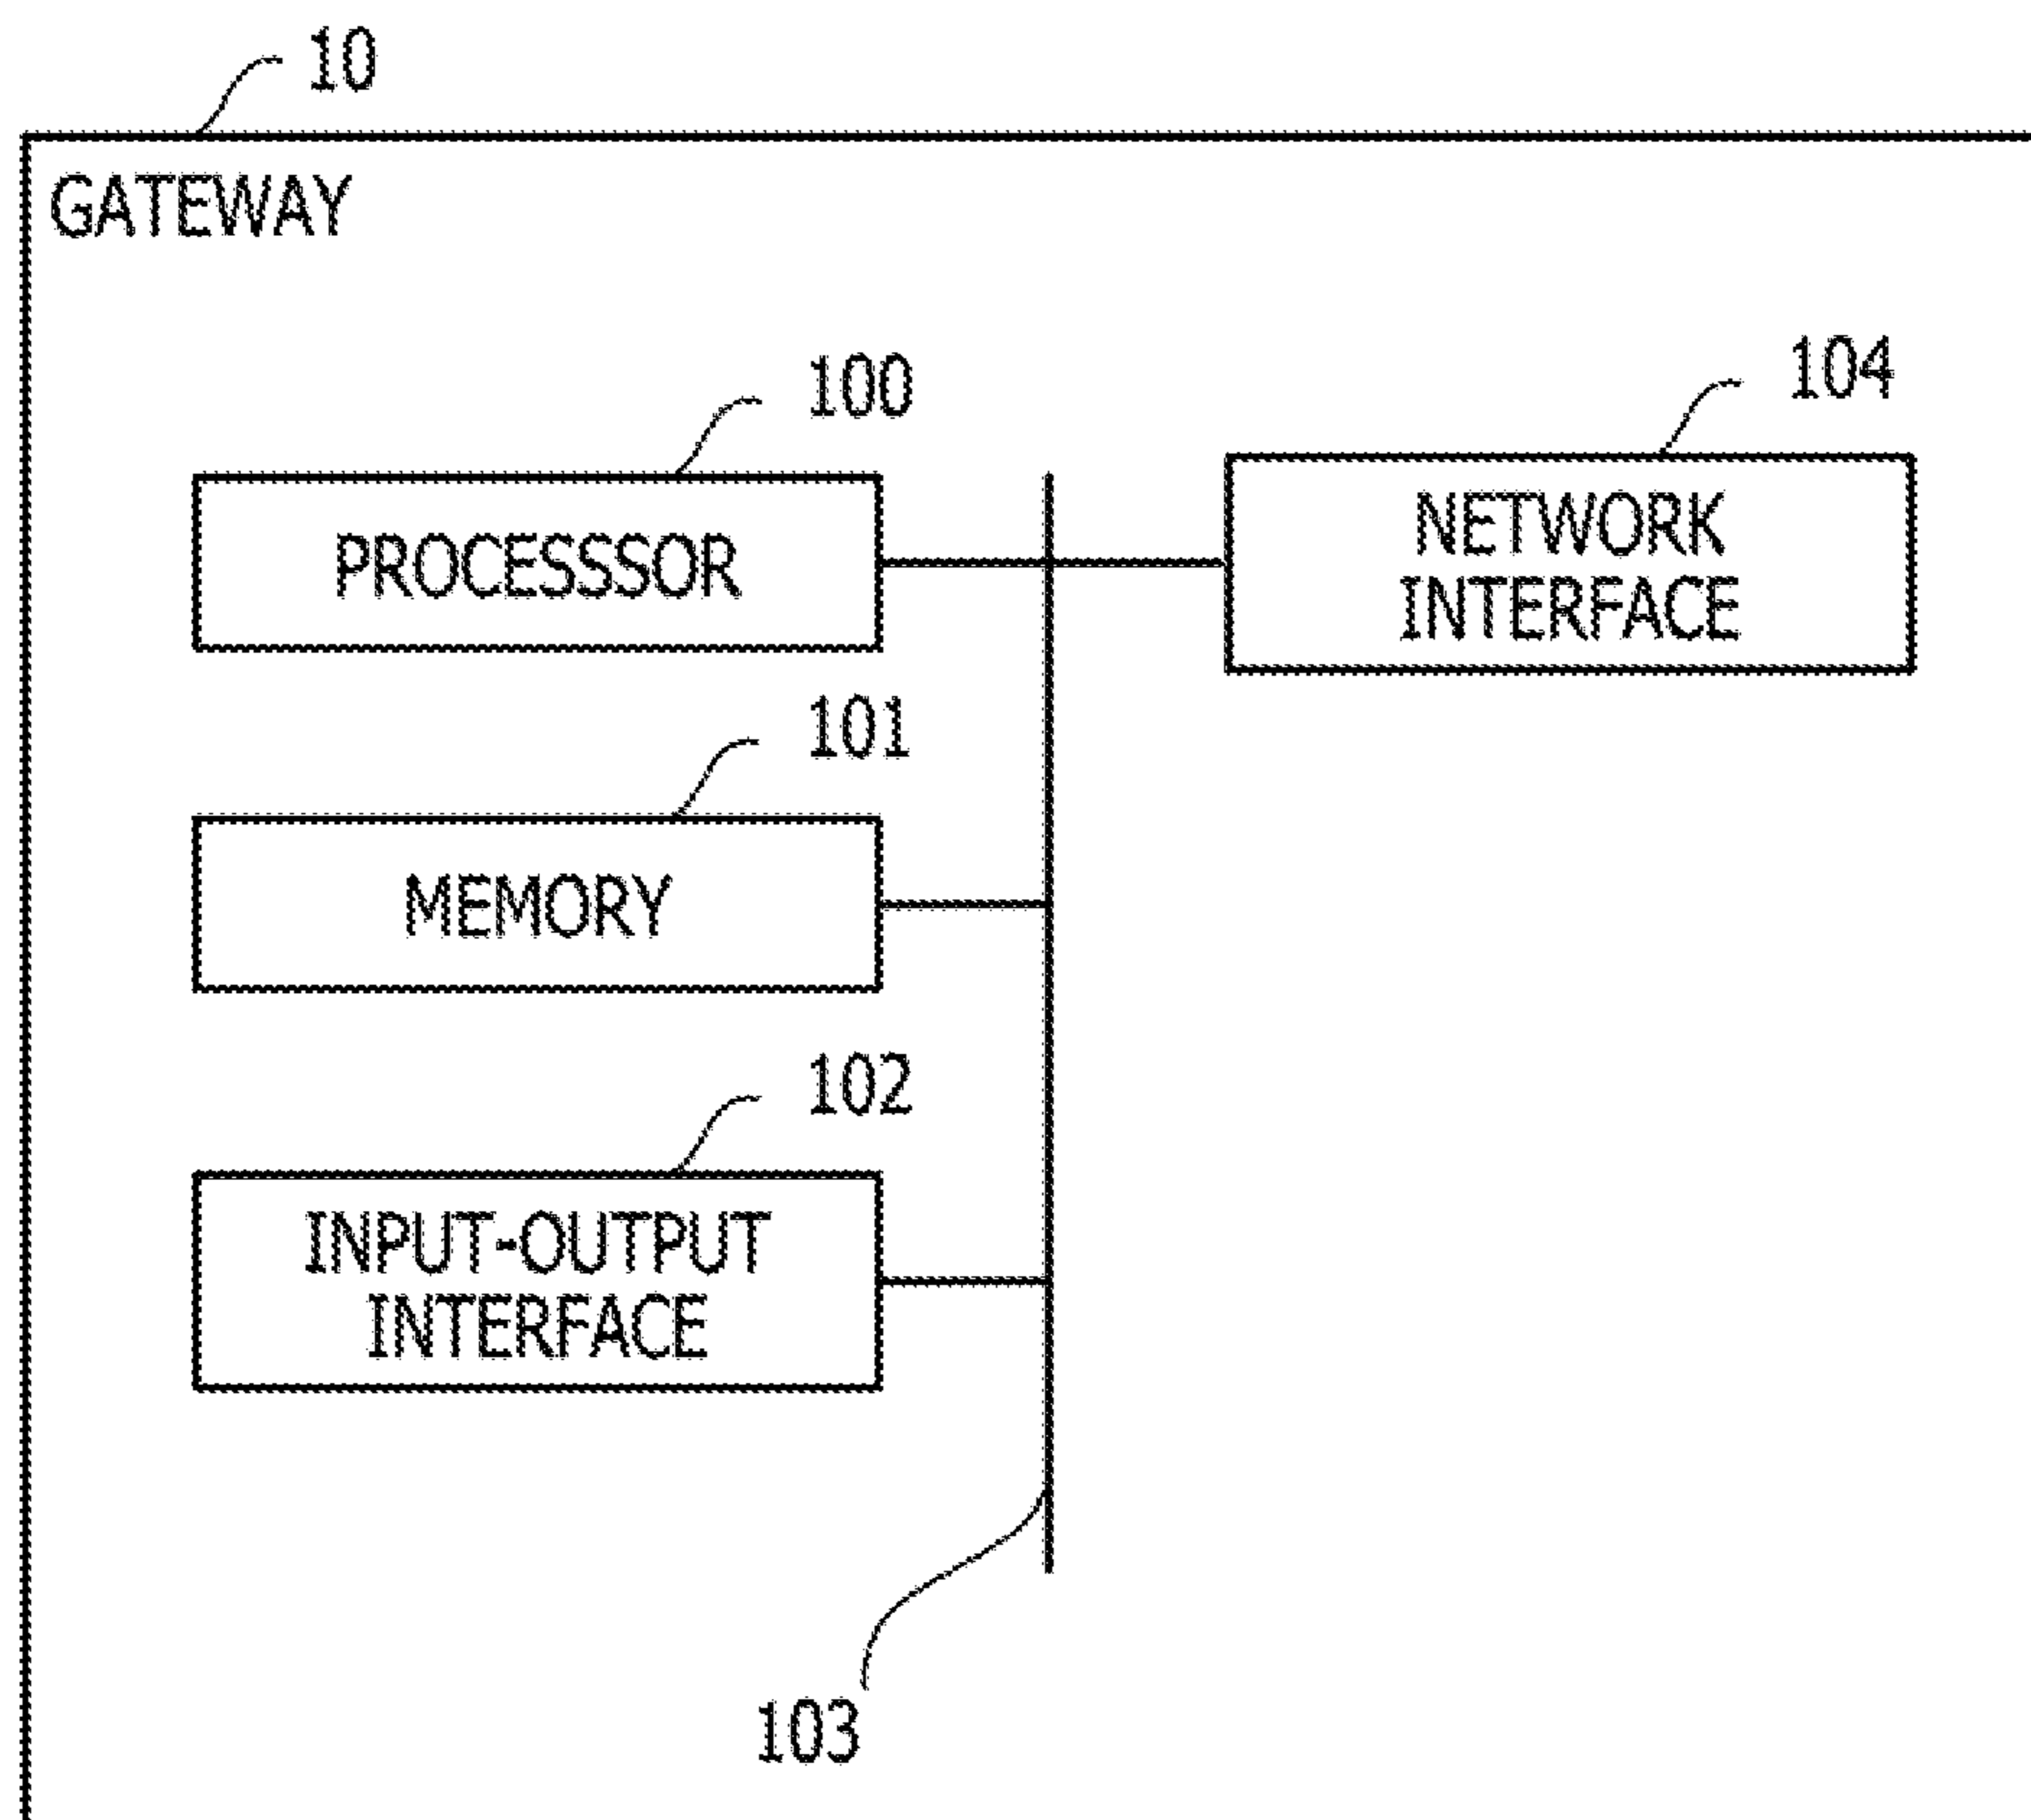 10
GATEWAY
100
PROCESSSOR
104
NETWORK
INTERFACE
101
MEMORY
102
INPUT-OUTPUT
INTERFACE
103